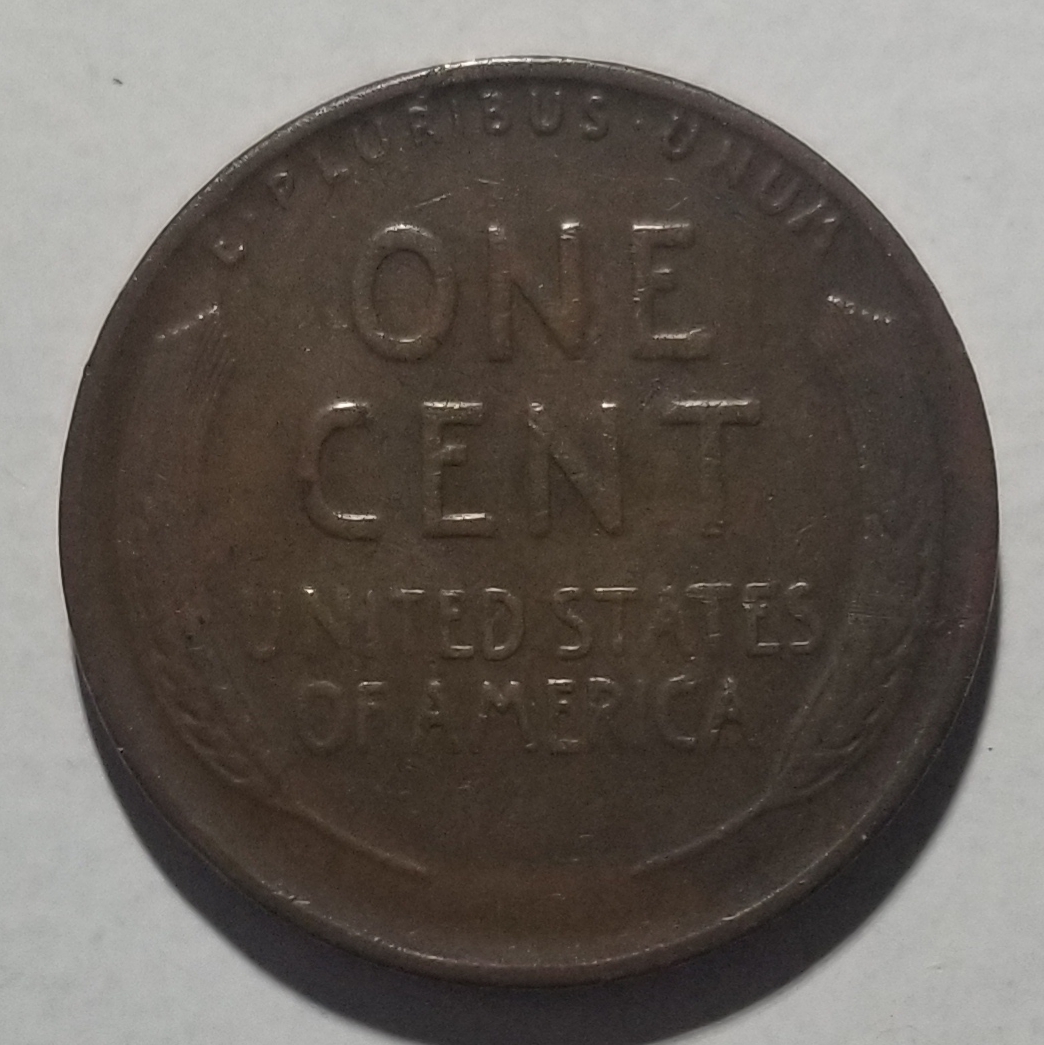 E · PLURIBUS · UNUM
ONE
CENT
UNITED STATES
OF AMERICA